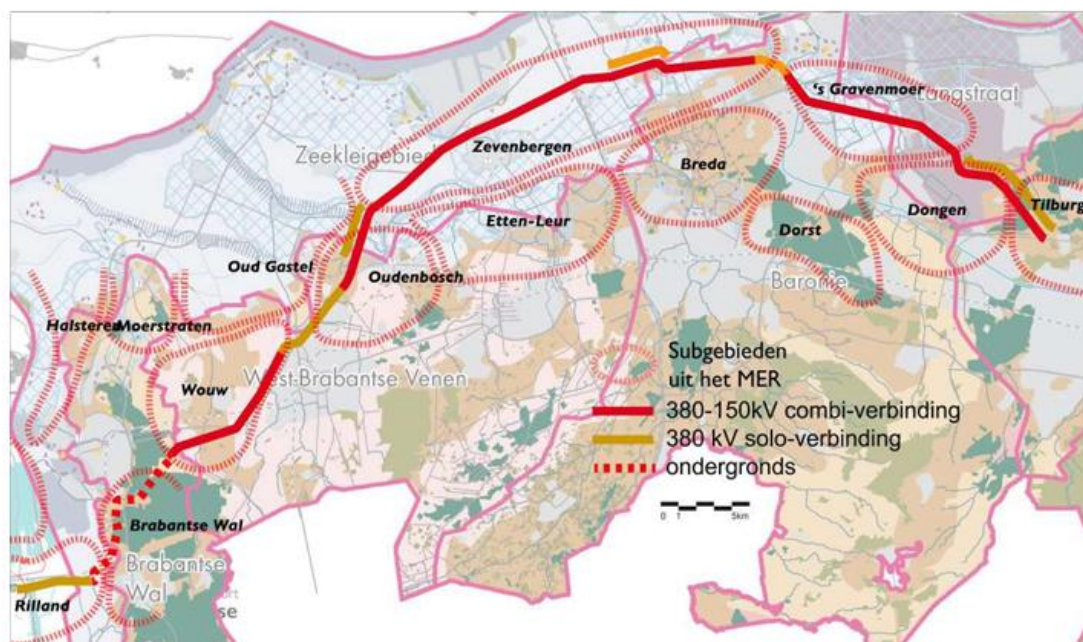 's Gravenmoer
Langstraat
Zeekleigebied
Zevenbergen
Breda
Tilburg
Etten-Leur
Dongen
Dorst
Oud Gastel
Oudenbosch
Baronie
Halsteren
Moerstraten
Wouw
West-Brabantse Venen
Subgebieden
uit het MER
380-150kV combi-verbinding
380 kV solo-verbinding
ondergronds
0 1 5km
Brabantse Wal
Brabantse
Wal
Rilland